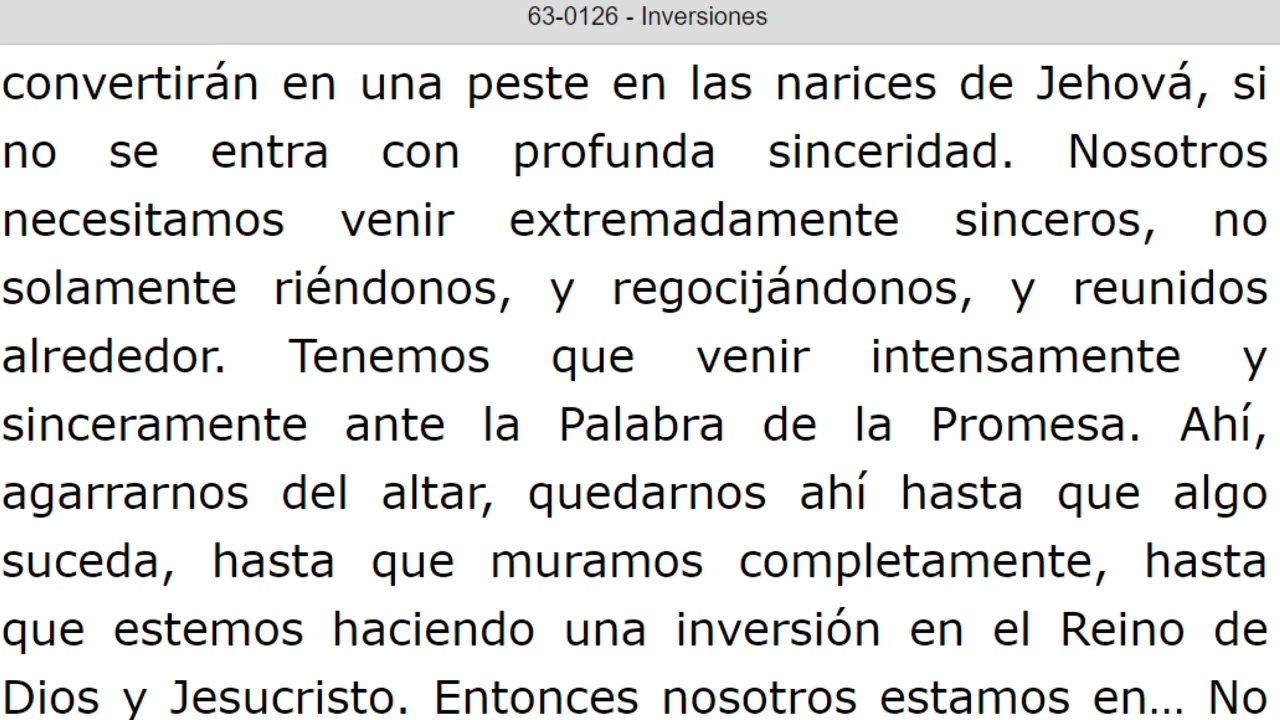 63-0126 - Inversiones
convertirán en una peste en las narices de Jehová, si
no se entra con profunda sinceridad. Nosotros
necesitamos venir extremadamente sinceros, no
solamente riéndonos, y regocijándonos, y reunidos
alrededor. Tenemos que venir intensamente y
sinceramente ante la Palabra de la Promesa. Ahí,
agarrarnos del altar, quedarnos ahí hasta que algo
suceda, hasta que muramos completamente, hasta
que estemos haciendo una inversión en el Reino de
Dios y Jesucristo. Entonces nosotros estamos en… No